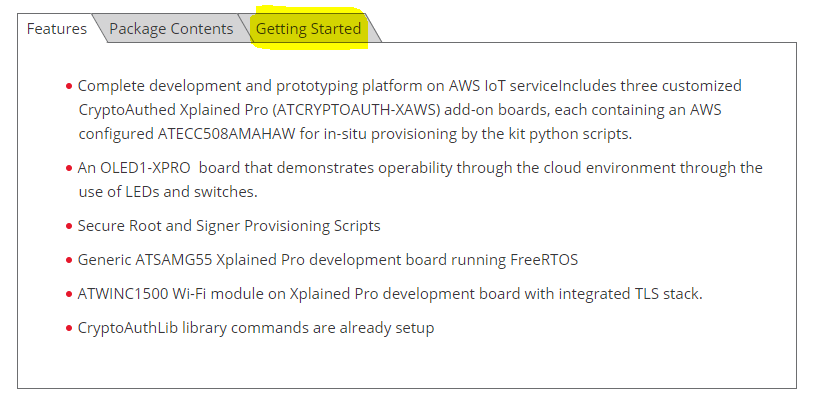 Features Package Contents Getting Started
Complete development and prototyping platform on AWS IoT serviceIncludes three customized
CryptoAuthed Xplained Pro (ATCRYPTOAUTH-XAWS) add-on boards, each containing an AWS
configured ATECC508AMAHAW for in-situ provisioning by the kit python scripts.
An OLED1-XPRO board that demonstrates operability through the cloud environment through the
use of LEDs and switches.
Secure Root and Signer Provisioning Scripts
Generic ATSAMG55 Xplained Pro development board running FreeRTOS
ATWINC1500 Wi-Fi module on Xplained Pro development board with integrated TLS stack.
CryptoAuthLib library commands are already setup